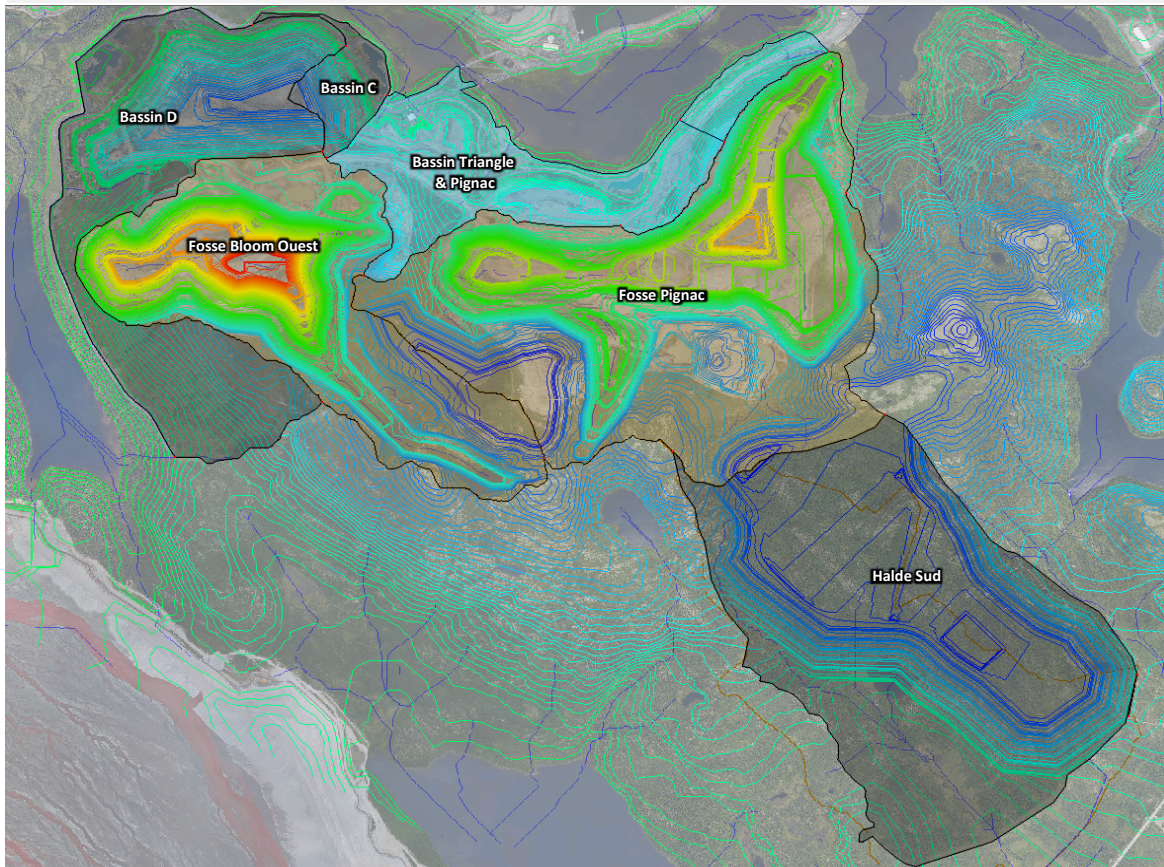 Bassin C
Bassin D
Bassin Triangle
& Pignac
Fosse Bloom Ouest
Fosse Pignac
Halde Sud